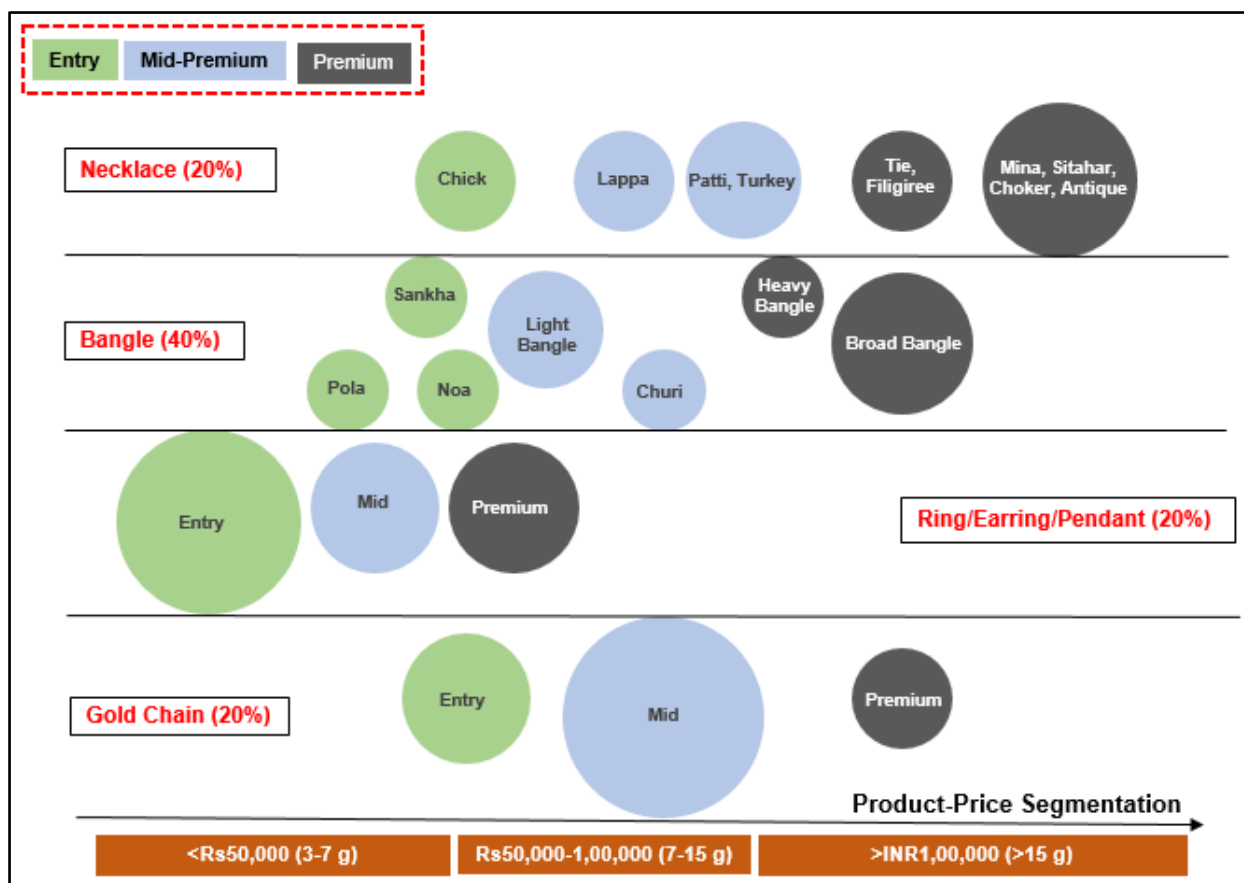 Entry Mid-Premium Premium
Necklace (20%)
Chick
Lappa
Patti, Turkey
Tie,
Filigiree
Mina, Sitahar,
Choker, Antique
Bangle (40%)
Sankha
Pola
Noa
Light
Bangle
Churi
Heavy
Bangle
Broad Bangle
Entry
Mid
Premium
Ring/Earring/Pendant (20%)
Gold Chain (20%)
Entry
Mid
Premium
Product-Price Segmentation
<Rs50,000 (3-7 g)
Rs50,000-1,00,000 (7-15 g)
>INR1,00,000 (>15 g)